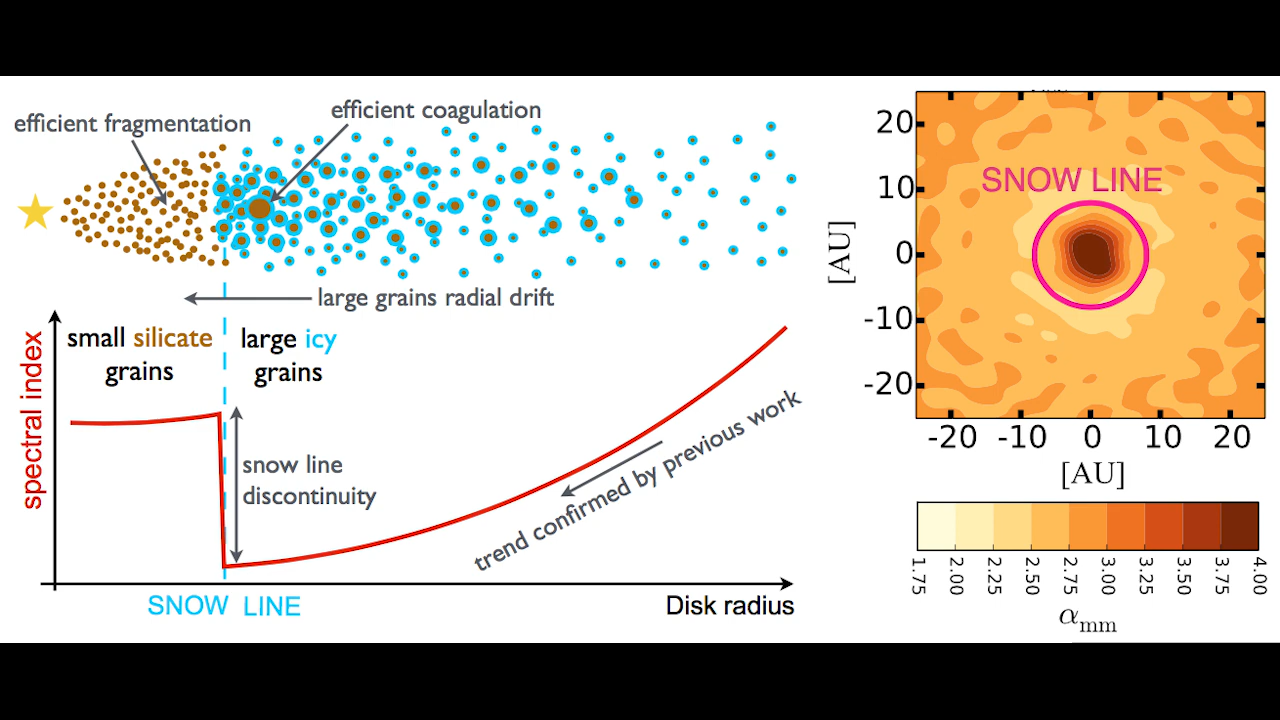 efficient fragmentation
efficient coagulation
large grains radial drift
small silicate
grains
large icy
grains
spectral index
snow line
discontinuity
trend confirmed by previous work
SNOW LINE
Disk radius
SNOW LINE
20
10
0
-10
-20
[AU]
-20 -10 0 10 20
[AU]
1.75 2.00 2.25 2.50 2.75 3.00 3.25 3.50 3.75 4.00
αmm